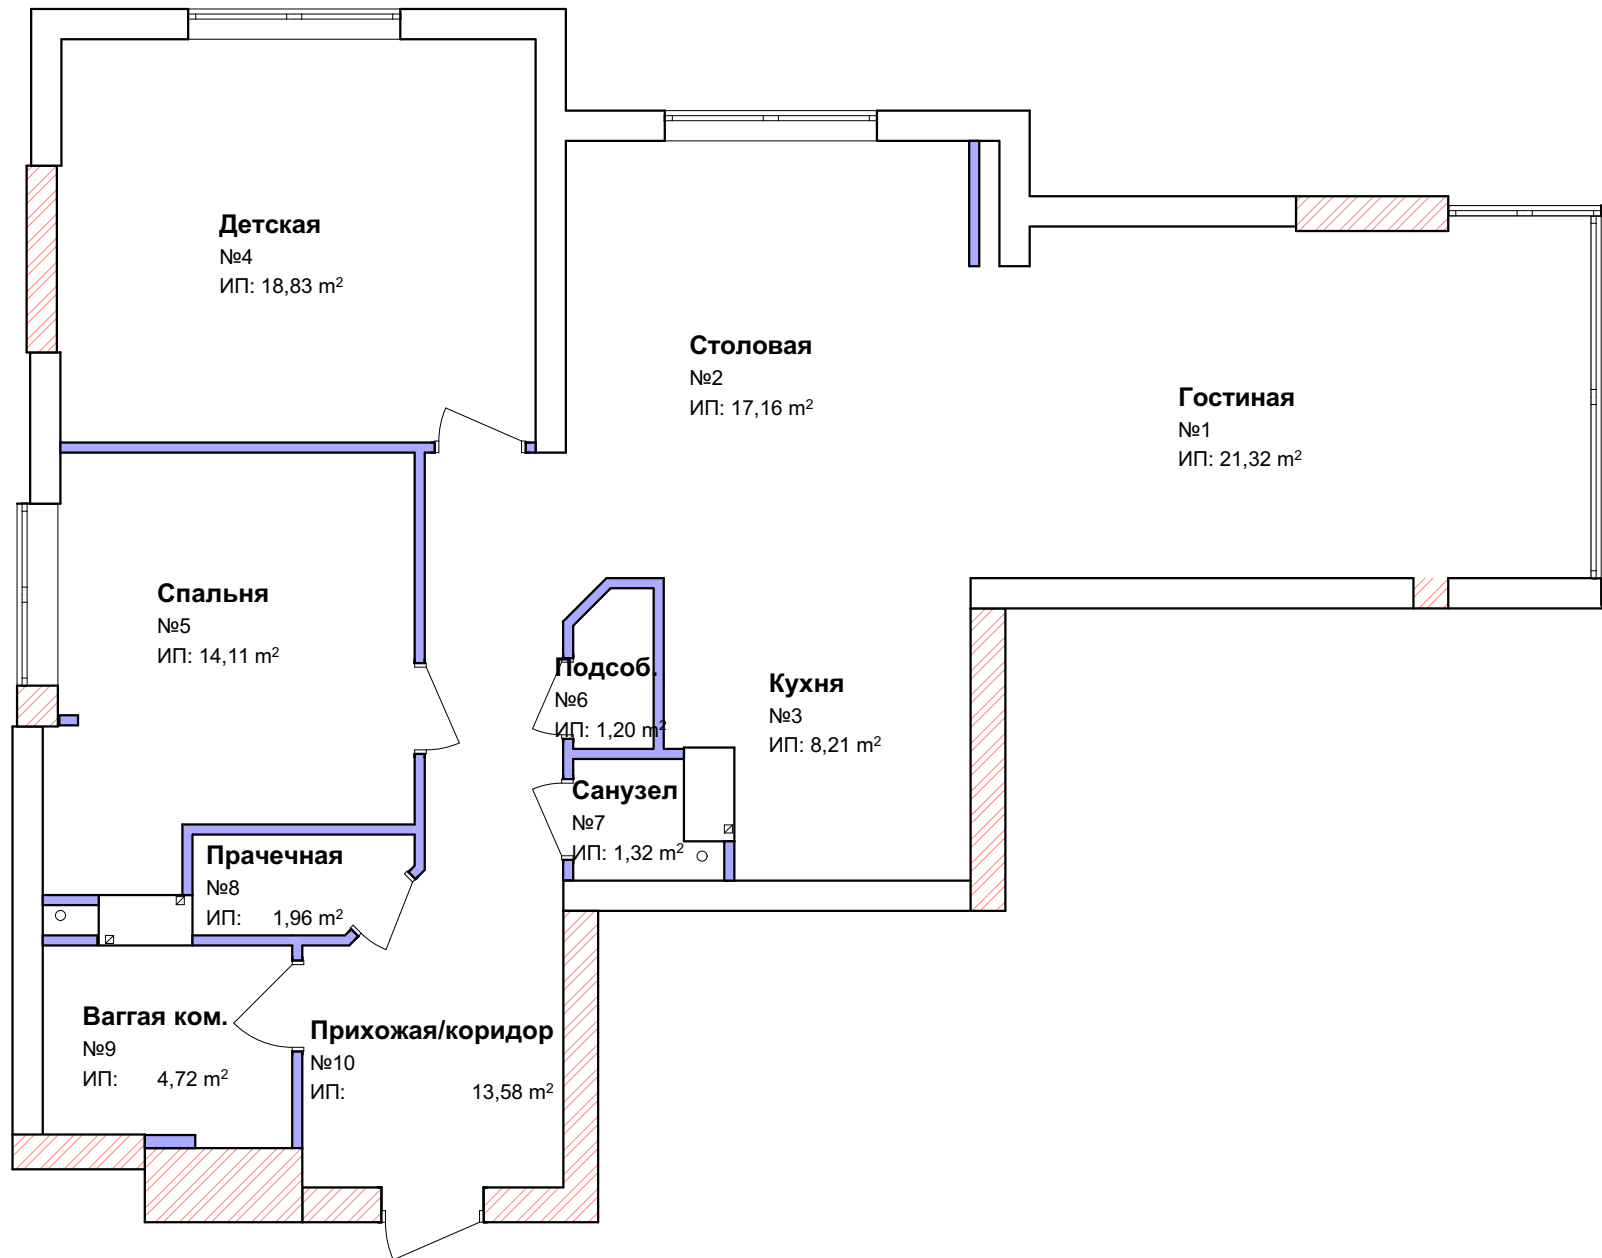 Детская
№4
ИП: 18,83 m²
Столовая
№2
ИП: 17,16 m²
Гостиная
№1
ИП: 21,32 m²
Спальня
№5
ИП: 14,11 m²
Подсоб.
№6
ИП: 1,20 m²
Кухня
№3
ИП: 8,21 m²
Санузел
№7
ИП: 1,32 m²
Прачечная
№8
ИП: 1,96 m²
Ваггая ком.
№9
ИП: 4,72 m²
Прихожая/коридор
№10
ИП: 13,58 m²